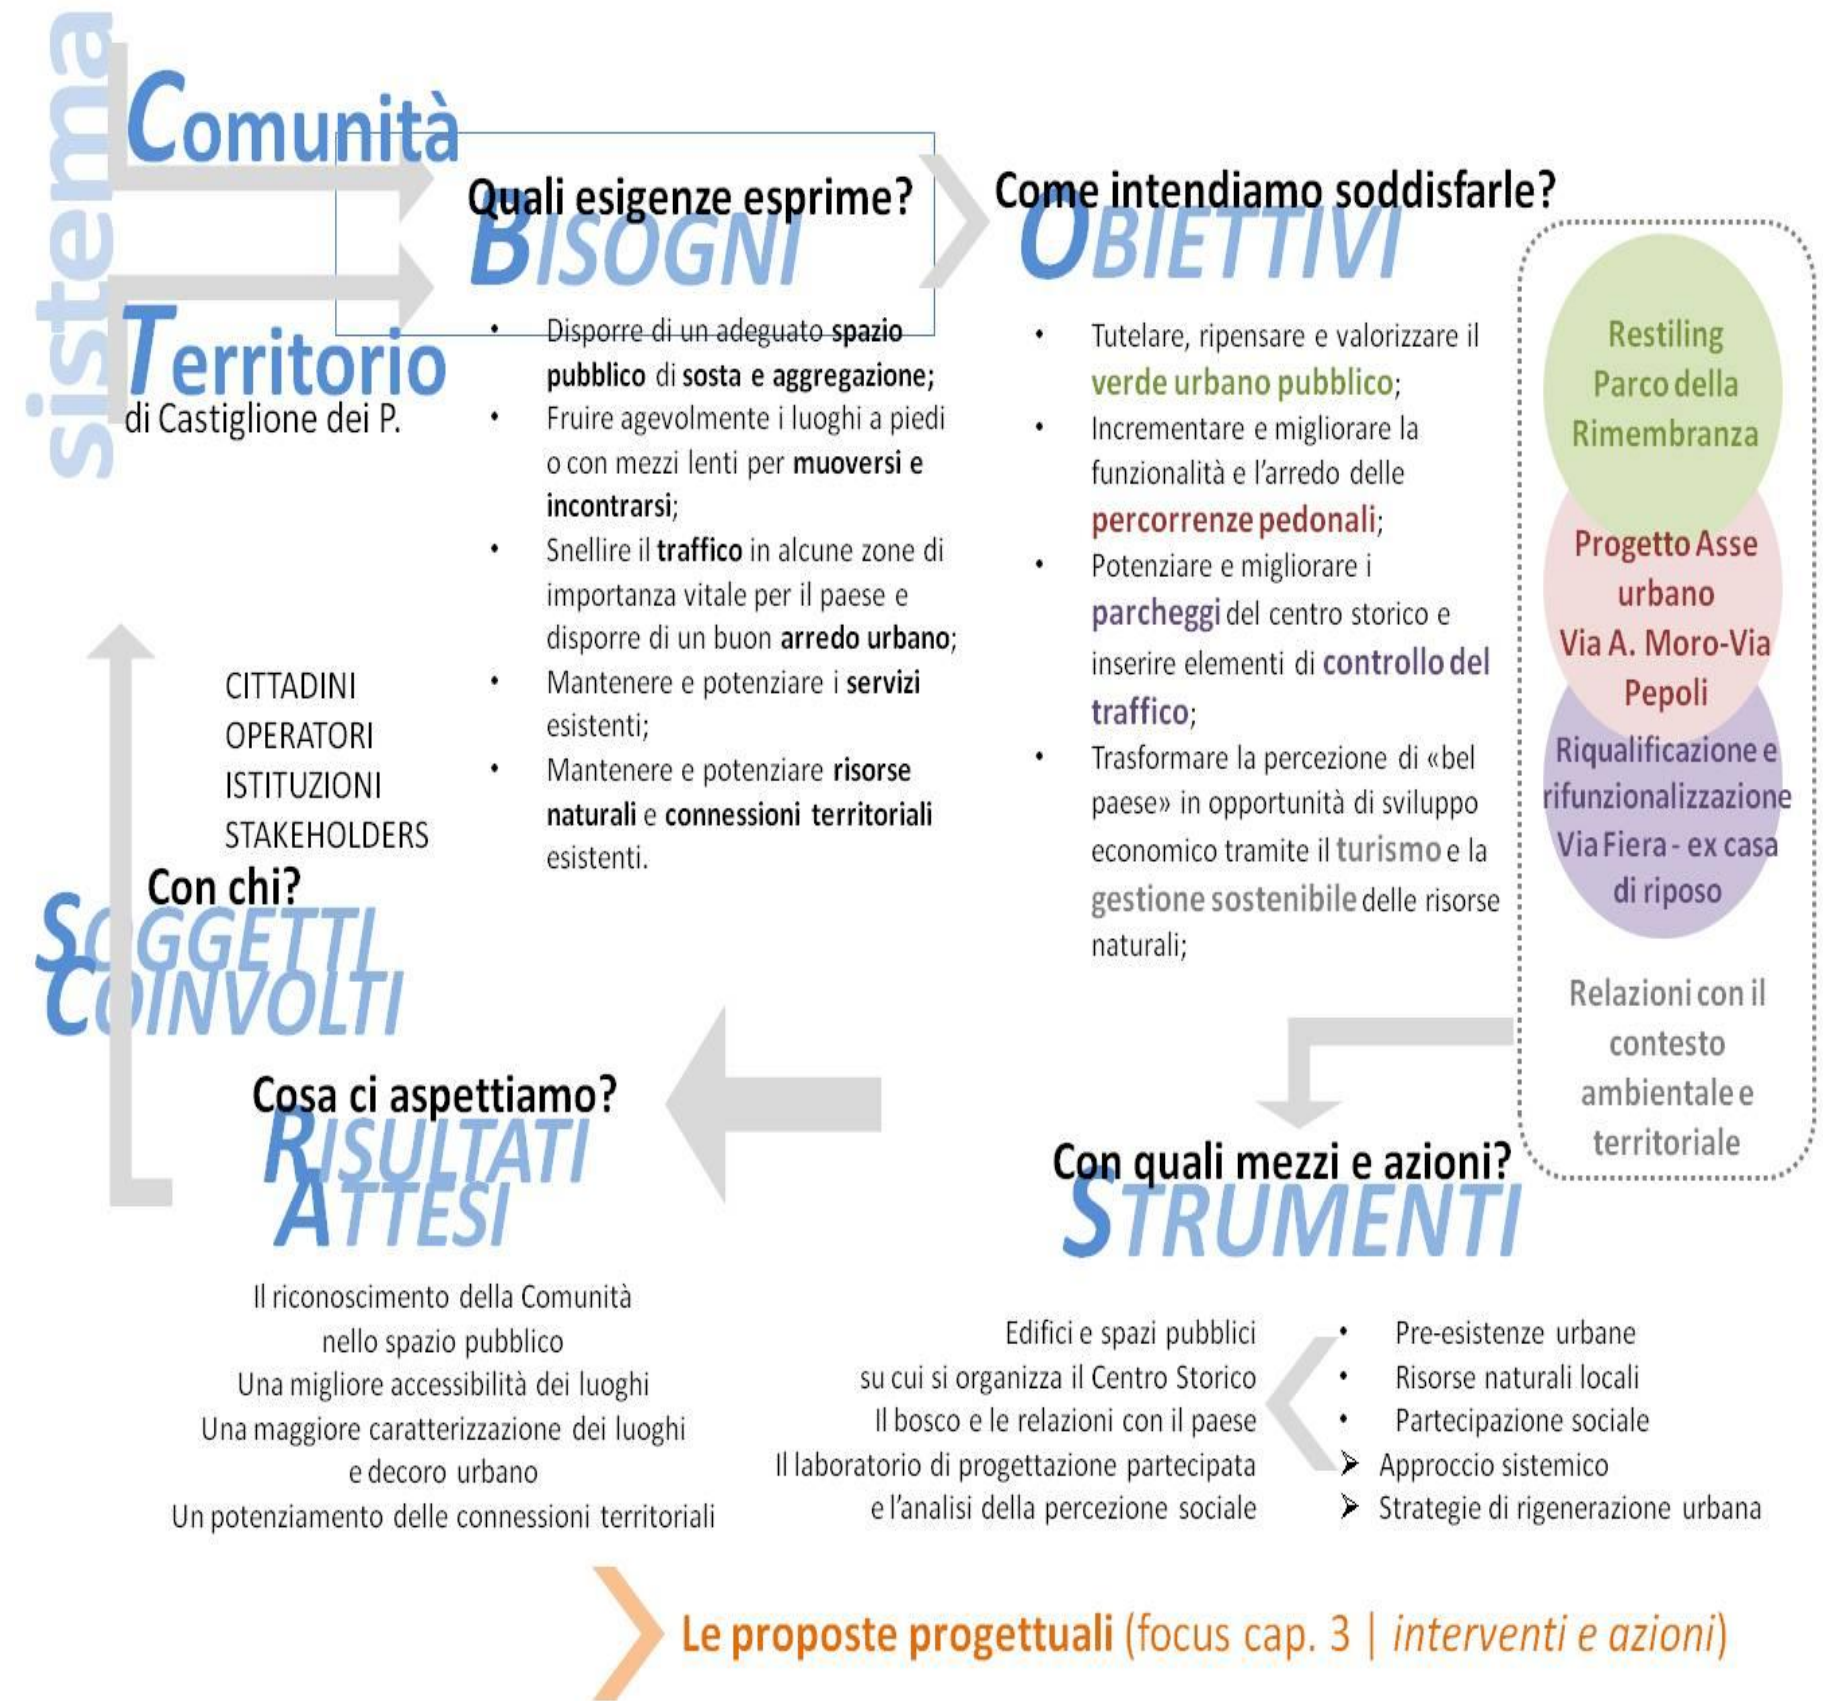 sistema
Comunità
Territorio
di Castiglione dei P.
Quali esigenze esprime?
BISOGNI
• Disporre di un adeguato spazio
pubblico di sosta e aggregazione;
• Fruire agevolmente i luoghi a piedi
o con mezzi lenti per muoversi e
incontrarsi;
• Snellire il traffico in alcune zone di
importanza vitale per il paese e
disporre di un buon arredo urbano;
• Mantenere e potenziare i servizi
esistenti;
• Mantenere e potenziare risorse
naturali e connessioni territoriali
esistenti.
Come intendiamo soddisfarle?
OBIETTIVI
• Tutelare, ripensare e valorizzare il
verde urbano pubblico;
• Incrementare e migliorare la
funzionalità e l'arredo delle
percorrenze pedonali;
• Potenziare e migliorare i
parcheggi del centro storico e
inserire elementi di controllo del
traffico;
• Trasformare la percezione di «bel
paese» in opportunità di sviluppo
economico tramite il turismo e la
gestione sostenibile delle risorse
naturali;
Restiling
Parco della
Rimembranza
Progetto Asse
urbano
Via A. Moro-Via
Pepoli
Riqualificazione e
rifunzionalizzazione
Via Fiera - ex casa
di riposo
Relazioni con il
contesto
ambientale e
territoriale
Con quali mezzi e azioni?
STRUMENTI
• Pre-esistenze urbane
• Risorse naturali locali
• Partecipazione sociale
➢ Approccio sistemico
➢ Strategie di rigenerazione urbana
Edifici e spazi pubblici
su cui si organizza il Centro Storico
Il bosco e le relazioni con il paese
Il laboratorio di progettazione partecipata
e l'analisi della percezione sociale
Cosa ci aspettiamo?
RISULTATI
ATTESI
Il riconoscimento della Comunità
nello spazio pubblico
Una migliore accessibilità dei luoghi
Una maggiore caratterizzazione dei luoghi
e decoro urbano
Un potenziamento delle connessioni territoriali
CITTADINI
OPERATORI
ISTITUZIONI
STAKEHOLDERS
Con chi?
SOGGETTI
COINVOLTI
Le proposte progettuali (focus cap. 3 | interventi e azioni)